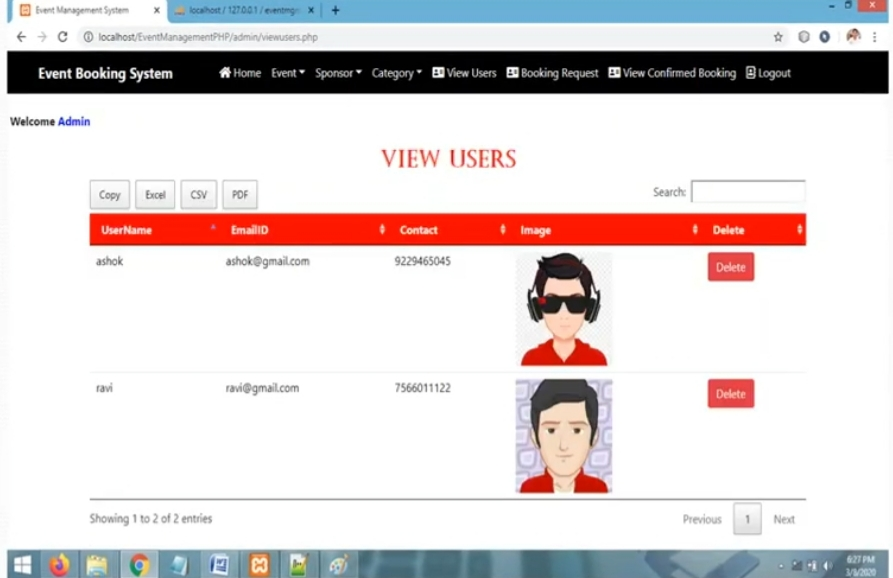 Event Management System
localhost / 127.0.0.1 / eventmg
localhost/EventManagementPHP/admin/viewusers.php
Event Booking System Home Event Sponsor Category View Users Booking Request View Confirmed Booking Logout
Welcome Admin
VIEW USERS
Copy Excel CSV PDF Search:
UserName EmailID Contact Image Delete
ashok ashok@gmail.com 9229465045 Delete
ravi ravi@gmail.com 7566011122 Delete
Showing 1 to 2 of 2 entries Previous 1 Next
6:27 PM
3/8/2020